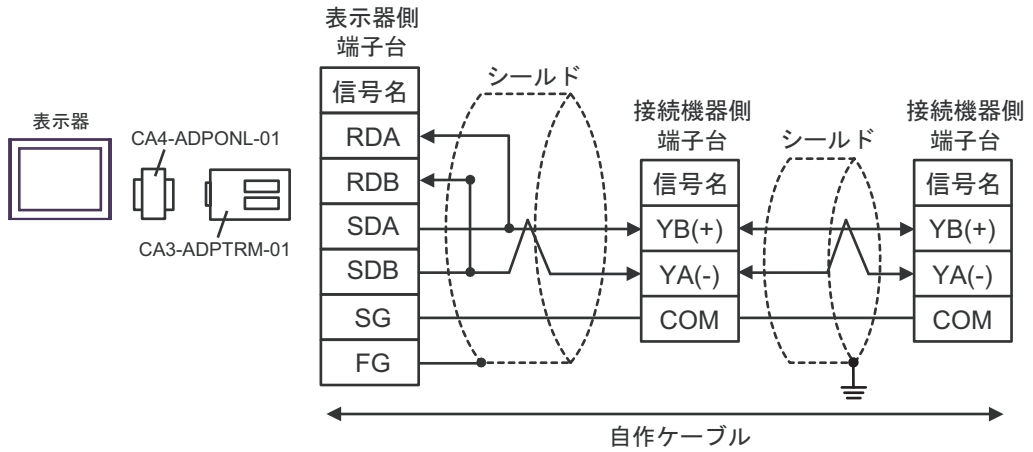 表示器
CA4-ADPONL-01
CA3-ADPTRM-01
表示器側
端子台
信号名
RDA
RDB
SDA
SDB
SG
FG
シールド
接続機器側
端子台
信号名
YB(+)
YA(-)
COM
シールド
接続機器側
端子台
信号名
YB(+)
YA(-)
COM
自作ケーブル